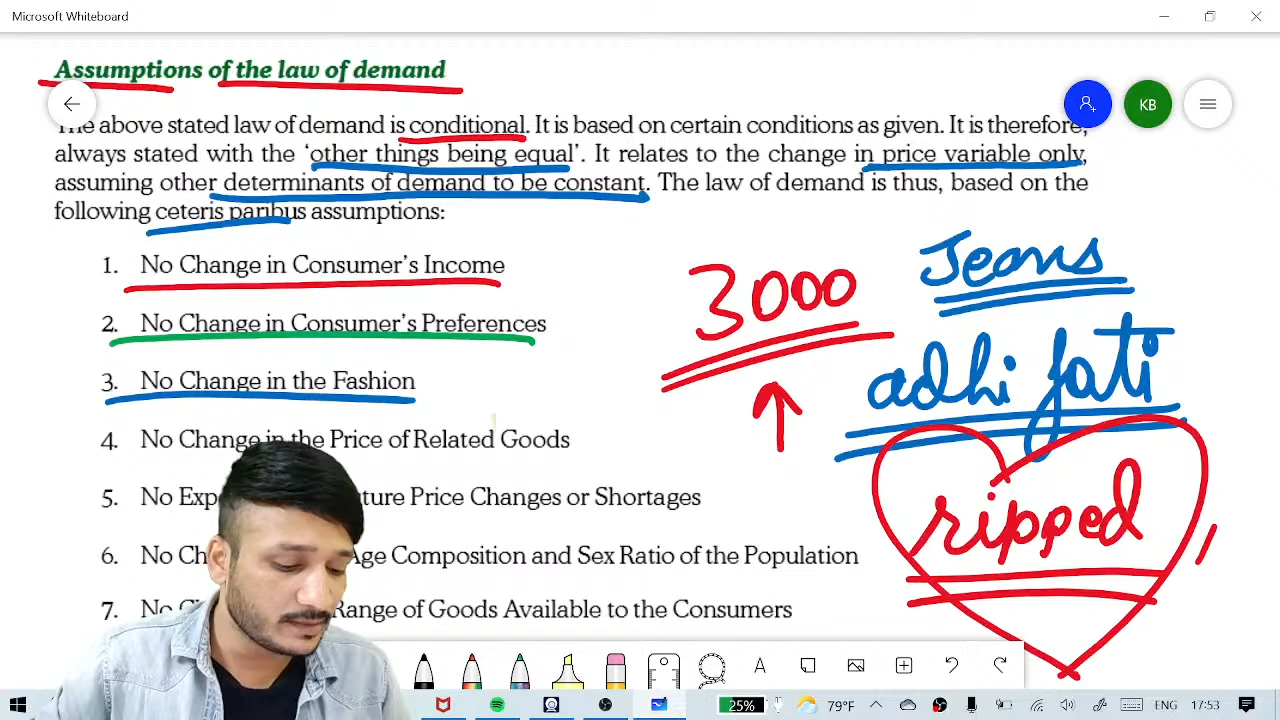 Microsoft Whiteboard
Assumptions of the law of demand
above stated law of demand is conditional. It is based on certain conditions as given. It is therefore,
always stated with the ‘other things being equal’. It relates to the change in price variable only,
assuming other determinants of demand to be constant. The law of demand is thus, based on the
following ceteris paribus assumptions:
1. No Change in Consumer’s Income
2. No Change in Consumer’s Preferences
3. No Change in the Fashion
4. No Change in the Price of Related Goods
5. No Price Changes or Shortages
6. No Age Composition and Sex Ratio of the Population
7. Range of Goods Available to the Consumers
KB
3000
Jeans
adhi fati
ripped
A
25%
79°F
ENG
17:53